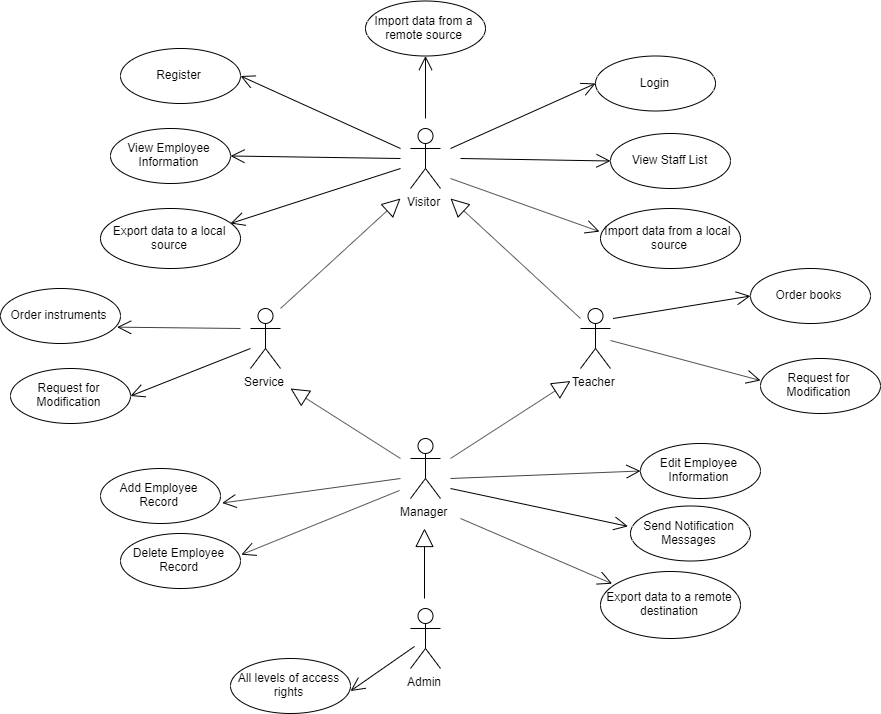 Import data from a
remote source
Register
Login
View Employee
Information
View Staff List
Visitor
Export data to a local
source
Import data from a local
source
Order instruments
Order books
Service
Teacher
Request for
Modification
Request for
Modification
Add Employee
Record
Edit Employee
Information
Manager
Send Notification
Messages
Delete Employee
Record
Export data to a remote
destination
Admin
All levels of access
rights